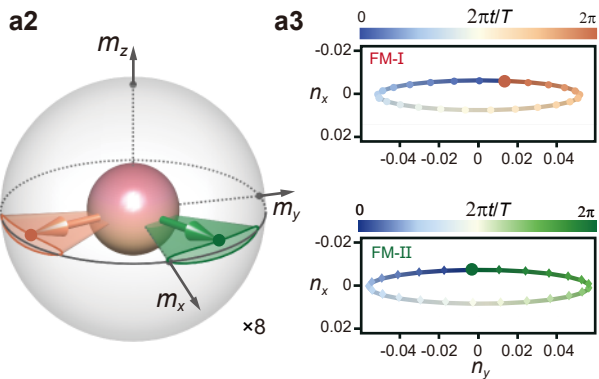 a2
m_z
m_y
m_x
×8
a3
0 2πt/T 2π
FM-I
-0.02
0
0.02
n_x
-0.04 -0.02 0 0.02 0.04
0 2πt/T 2π
FM-II
-0.02
0
0.02
n_x
-0.04 -0.02 0 0.02 0.04
n_y